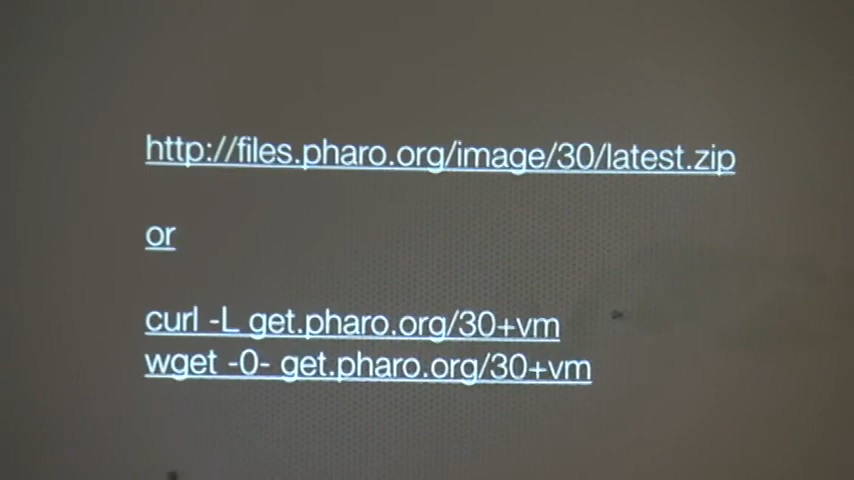 http://files.pharo.org/image/30/latest.zip
or
curl -L get.pharo.org/30+vm
wget -0- get.pharo.org/30+vm